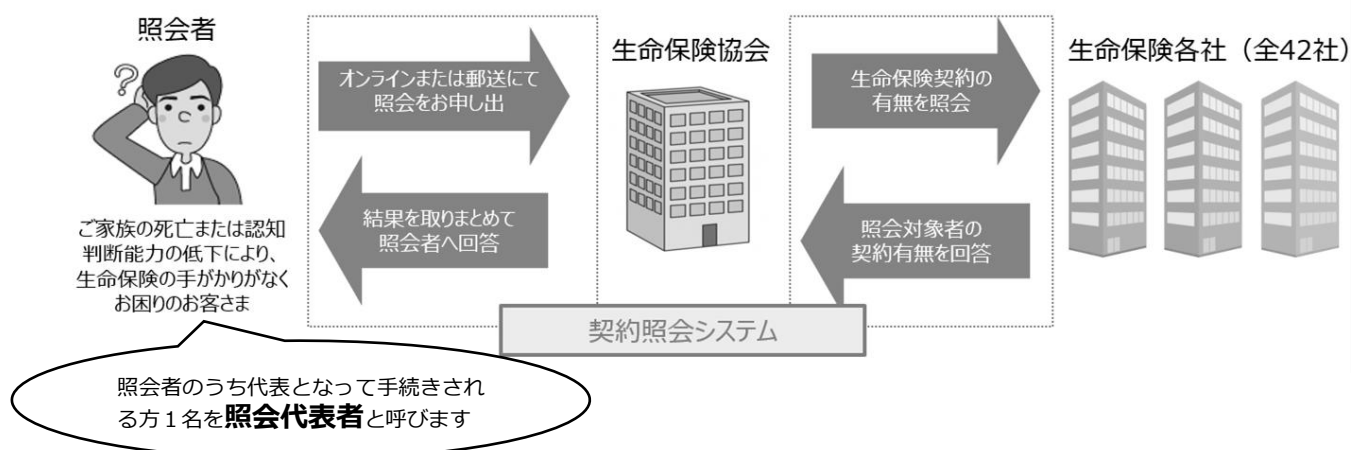 照会者
オンラインまたは郵送にて
照会をお申し出
生命保険協会
生命保険契約の
有無を照会
生命保険各社（全42社）
?
結果を取りまとめて
照会者へ回答
照会対象者の
契約有無を回答
ご家族の死亡または認知
判断能力の低下により、
生命保険の手がかりがなく
お困りのお客さま
契約照会システム
照会者のうち代表となって手続きされ
る方１名を照会代表者と呼びます